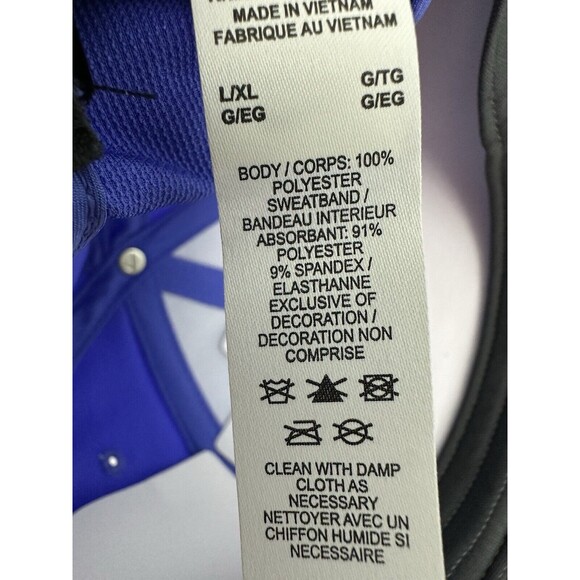 MADE IN VIETNAM
FABRIQUE AU VIETNAM
L/XL G/TG
G/EG G/EG
BODY / CORPS: 100%
POLYESTER
SWEATBAND /
BANDEAU INTERIEUR
ABSORBANT: 91%
POLYESTER
9% SPANDEX /
ELASTHANNE
EXCLUSIVE OF
DECORATION /
DECORATION NON
COMPRISE
CLEAN WITH DAMP
CLOTH AS
NECESSARY
NETTOYER AVEC UN
CHIFFON HUMIDE SI
NECESSAIRE